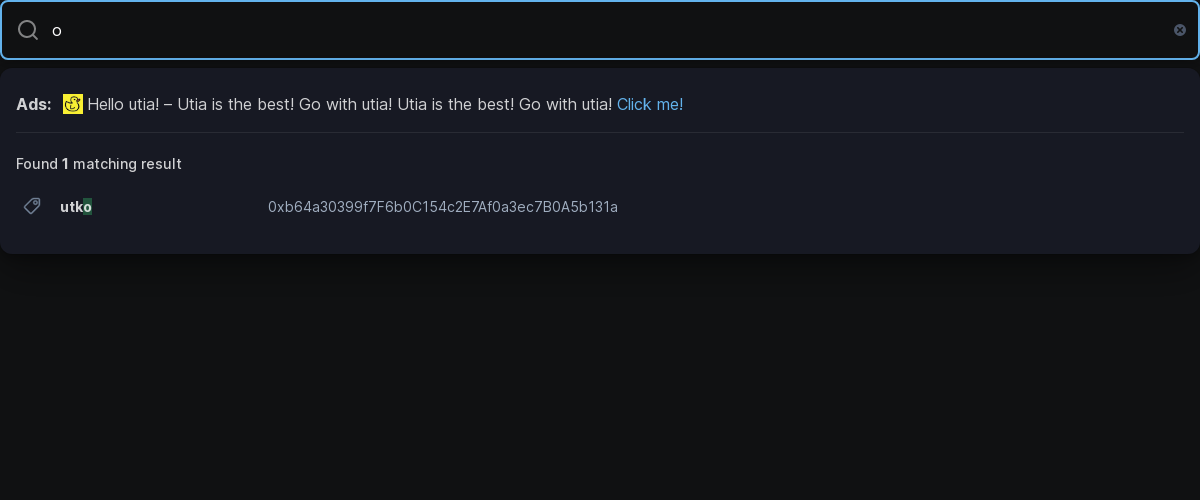 o
Ads: Hello utia! – Utia is the best! Go with utia! Utia is the best! Go with utia! Click me!
Found 1 matching result
utko 0xb64a30399f7F6b0C154c2E7Af0a3ec7B0A5b131a